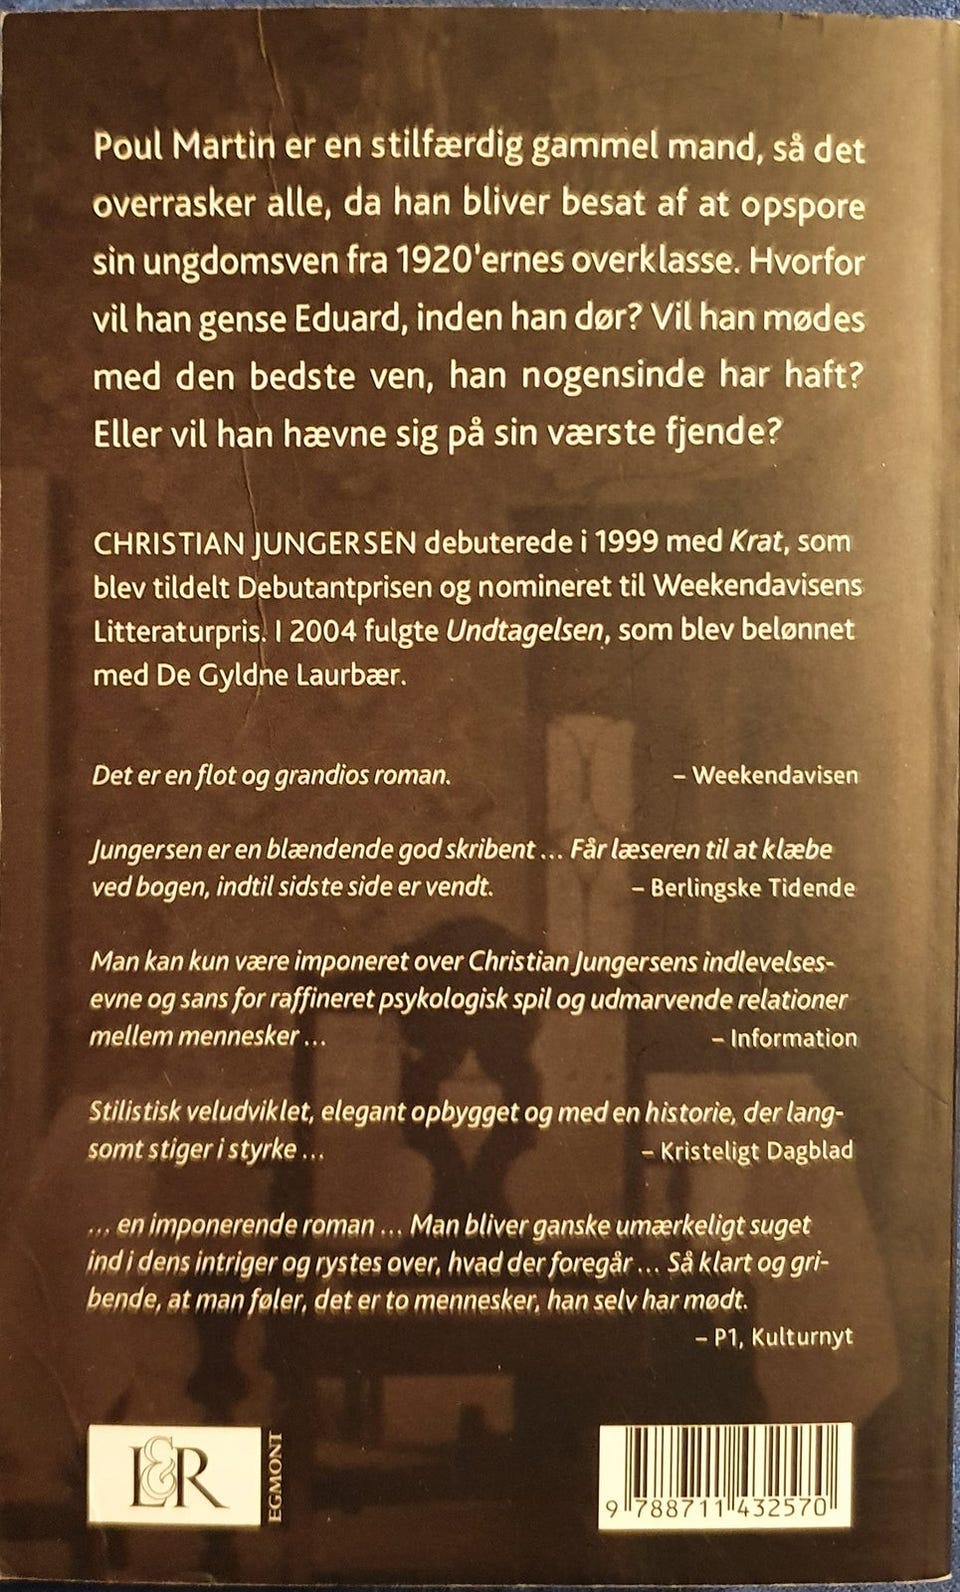 Poul Martin er en stilfærdig gammel mand, så det
overrasker alle, da han bliver besat af at opspore
sin ungdomsven fra 1920'ernes overklasse. Hvorfor
vil han gense Eduard, inden han dør? Vil han mødes
med den bedste ven, han nogensinde har haft?
Eller vil han hævne sig på sin værste fjende?
CHRISTIAN JUNGERSEN debuterede i 1999 med Krat, som
blev tildelt Debutantprisen og nomineret til Weekendavisens
Litteraturpris. I 2004 fulgte Undtagelsen, som blev belønnet
med De Gyldne Laurbær.
Det er en flot og grandios roman. – Weekendavisen
Jungersen er en blændende god skribent ... Får læseren til at klæbe
ved bogen, indtil sidste side er vendt. – Berlingske Tidende
Man kan kun være imponeret over Christian Jungersens indlevelses-
evne og sans for raffineret psykologisk spil og udmarvende relationer
mellem mennesker ... – Information
Stilistisk veludviklet, elegant opbygget og med en historie, der lang-
somt stiger i styrke ... – Kristeligt Dagblad
... en imponerende roman ... Man bliver ganske umærkeligt suget
ind i dens intriger og rystes over, hvad der foregår ... Så klart og gri-
bende, at man føler, det er to mennesker, han selv har mødt.
– P1, Kulturnyt
L&R
EGMONT
9 788711 432570